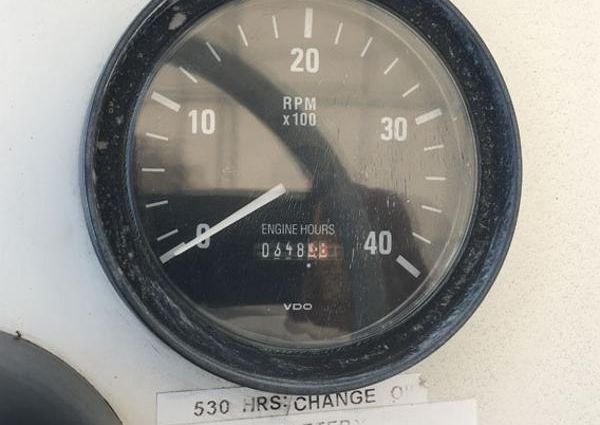 20
RPM
x100
10
30
ENGINE HOURS
0
40
VDO
530 HRS: CHANGE